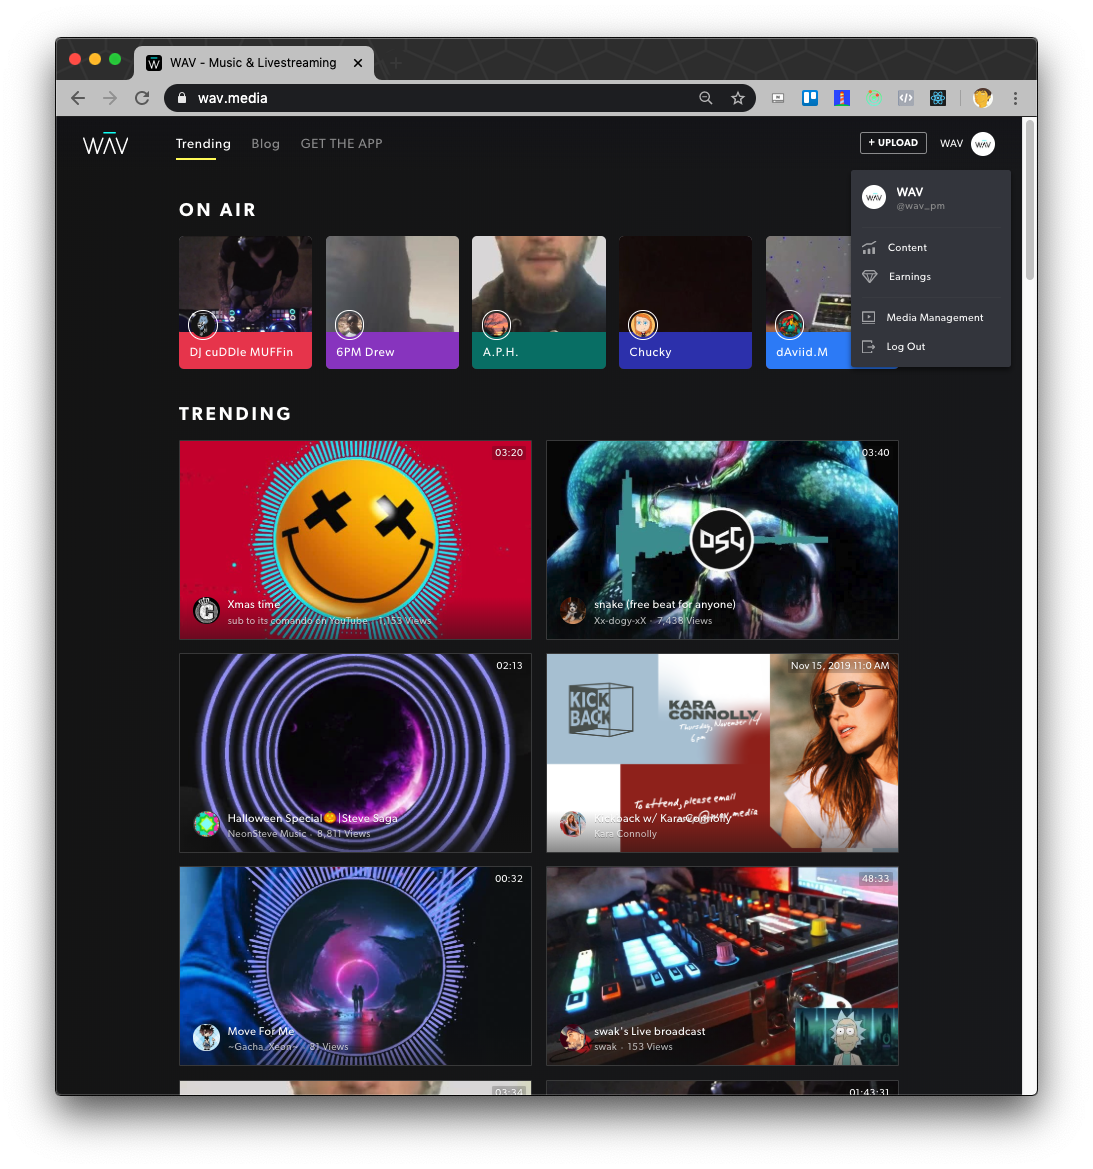 WAV - Music & Livestreaming
wav.media
WAV
Trending
Blog
GET THE APP
+ UPLOAD
WAV
WAV
WAV
WAV
@wav_pm
Content
Earnings
Media Management
Log Out
ON AIR
DJ cuDDle MUFFin
6PM Drew
A.P.H.
Chucky
dAviid.M
TRENDING
03:20
Xmas time
sub to its comando on YouTube · 1,153 Views
03:40
DSG
snake (free beat for anyone)
Xx-dogy-xX · 7,438 Views
02:13
Halloween Special🎃|Steve Saga
NeonSteve Music · 8,811 Views
Nov 15, 2019 11:0 AM
KICK
BACK
KARA
CONNOLLY
Thursday, November 14
6pm
To attend, please email
Kickback w/ Kara Connolly
Kara Connolly
00:32
Move For Me
~Gacha_Xeon~ · 31 Views
48:33
swak's Live broadcast
swak · 153 Views
03:34
01:43:31